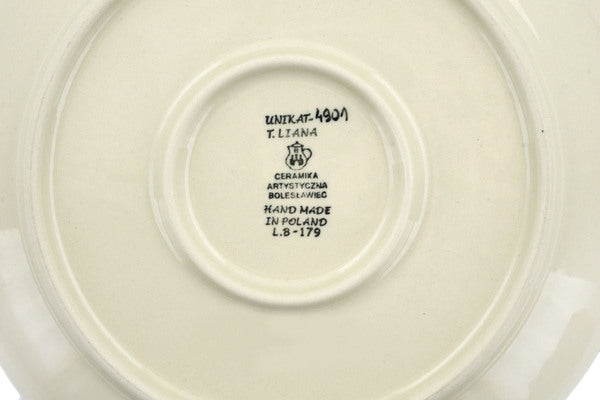 UNIKAT-4901
T. LIANA
CERAMIKA
ARTYSTYCZNA
BOLESŁAWIEC
HAND MADE
IN POLAND
L.B-179